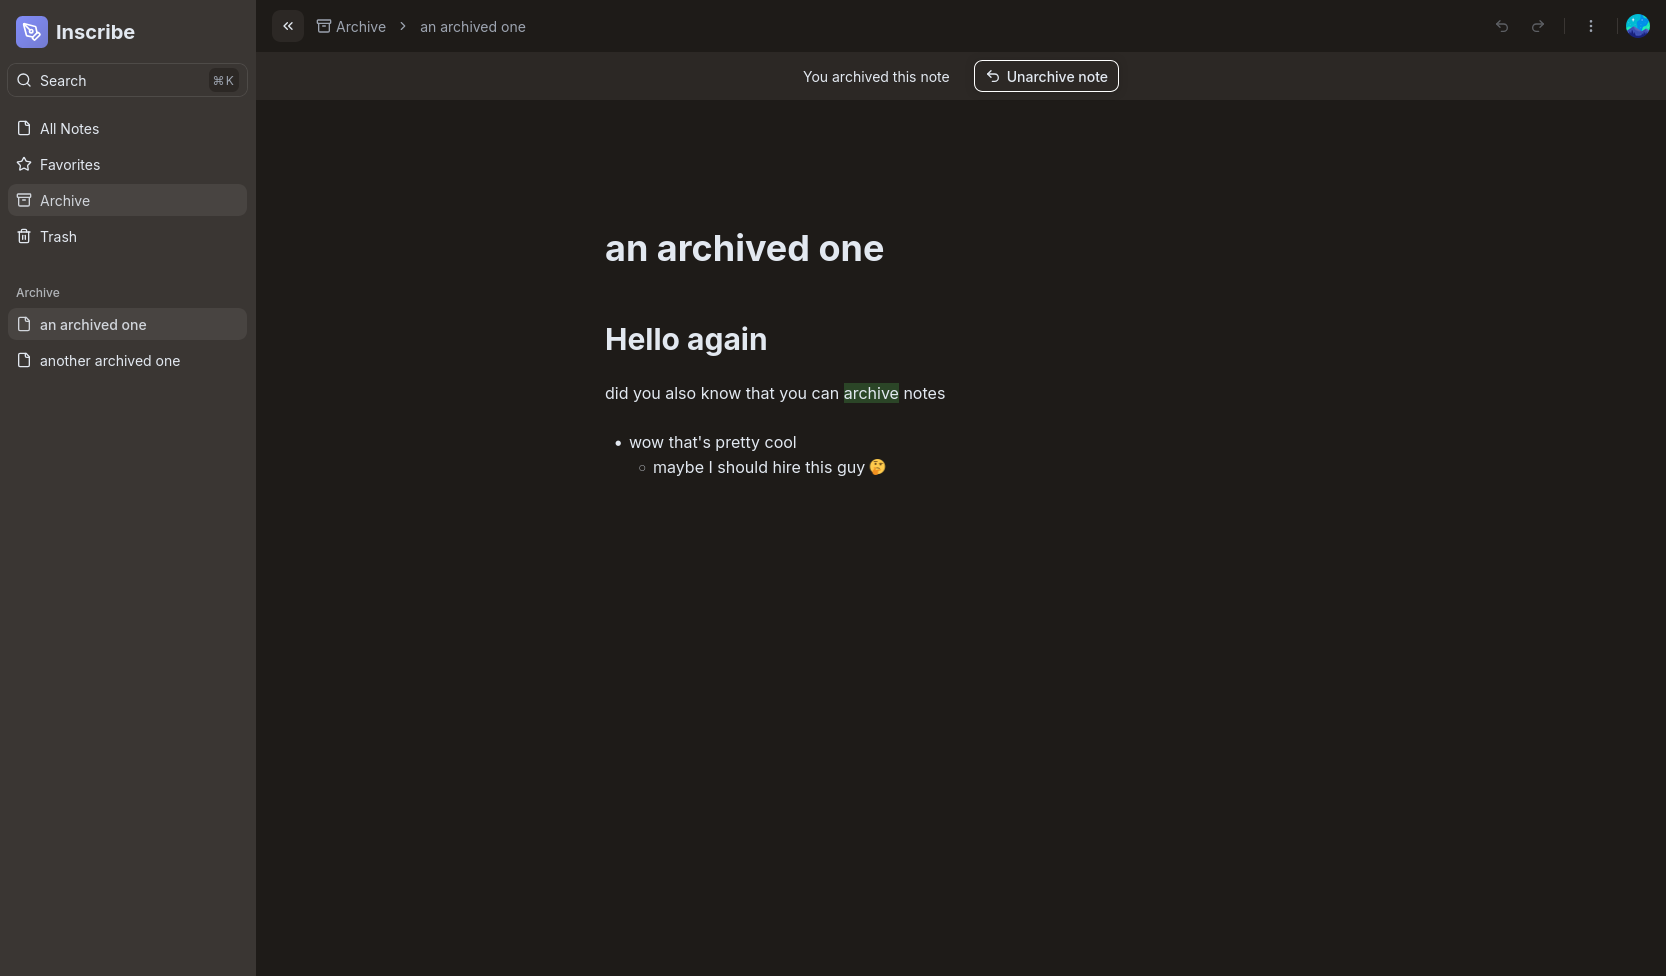 Inscribe
Search ⌘K
All Notes
Favorites
Archive
Trash
Archive
an archived one
another archived one
Archive > an archived one
You archived this note Unarchive note
an archived one
Hello again
did you also know that you can archive notes
• wow that's pretty cool
○ maybe I should hire this guy 🤔